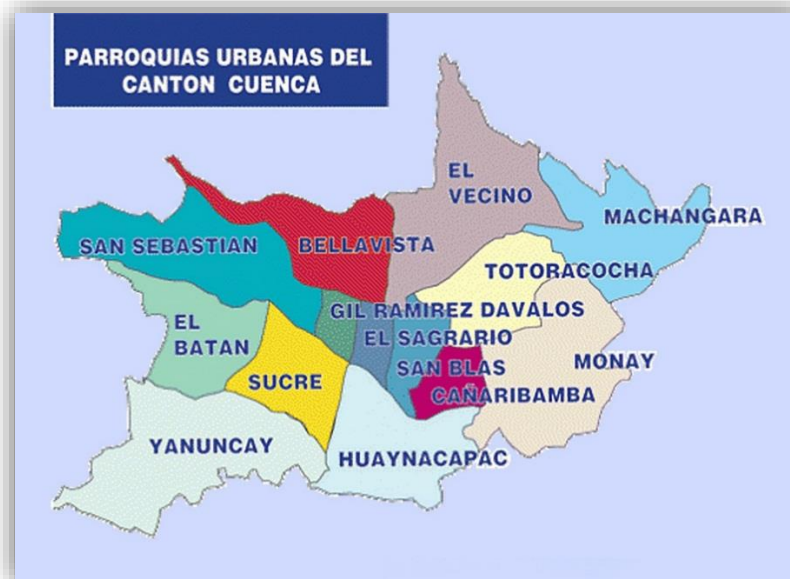 PARROQUIAS URBANAS DEL
CANTON CUENCA
EL
VECINO
MACHANGARA
SAN SEBASTIAN
BELLAVISTA
TOTORACOCHA
GIL RAMIREZ DAVALOS
EL
BATAN
EL SAGRARIO
MONAY
SAN BLAS
SUCRE
CAÑARIBAMBA
YANUNCAY
HUAYNACAPAC